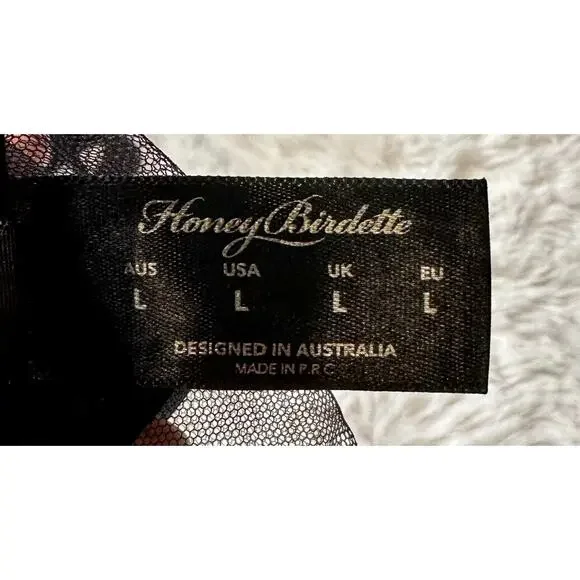 Honey Birdette
AUS USA UK EU
L L L L
DESIGNED IN AUSTRALIA
MADE IN P.R.C